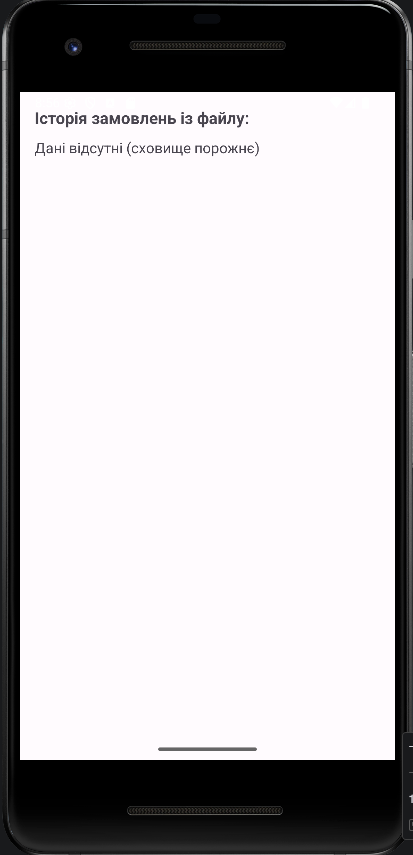 Історія замовлень із файлу:
Дані відсутні (сховище порожнє)